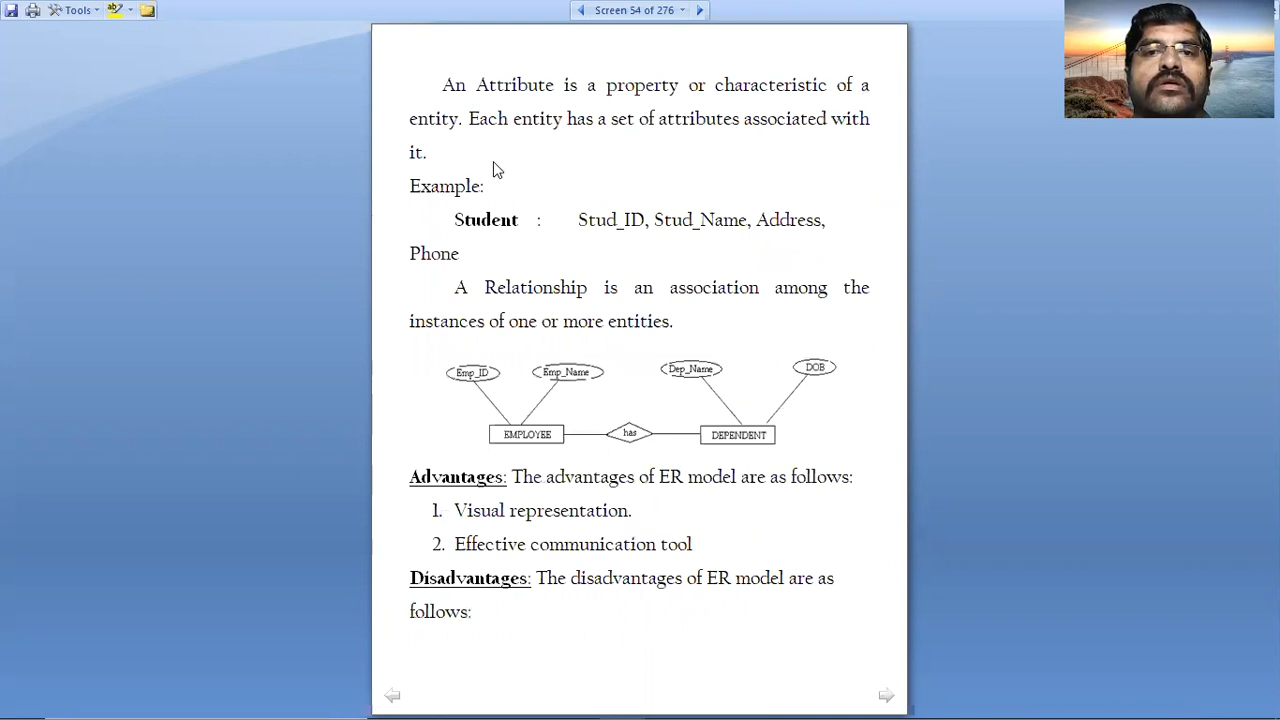 Tools
Screen 54 of 276
An Attribute is a property or characteristic of a
entity. Each entity has a set of attributes associated with
it.
Example:
Student : Stud_ID, Stud_Name, Address,
Phone
A Relationship is an association among the
instances of one or more entities.
Emp_ID Emp_Name Dep_Name DOB
EMPLOYEE has DEPENDENT
Advantages: The advantages of ER model are as follows:
1. Visual representation.
2. Effective communication tool
Disadvantages: The disadvantages of ER model are as
follows: